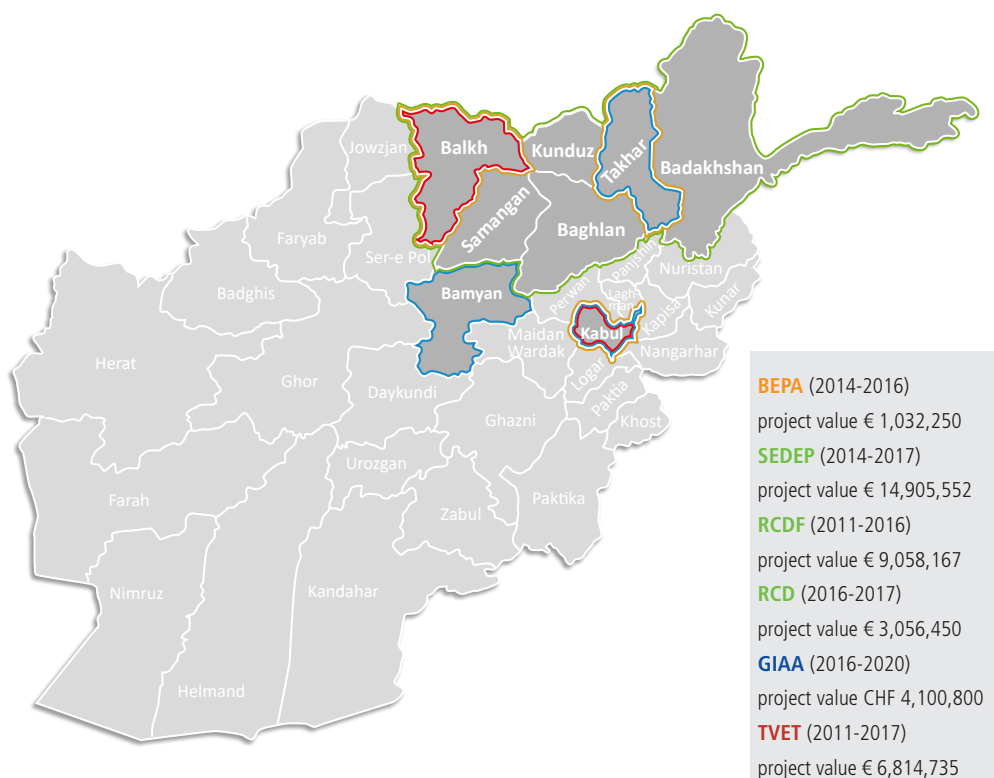 Jowzjan
Balkh
Kunduz
Takhar
Badakhshan
Faryab
Samangan
Baghlan
Ser-e Pol
Panjshir
Nuristan
Badghis
Bamyan
Perwan
Lagh-
man
Kapisa
Kunar
Herat
Maidan
Wardak
Kabul
Nangarhar
Ghor
Daykundi
Logar
Paktia
Khost
Ghazni
Urozgan
Farah
Zabul
Paktika
Nimruz
Kandahar
Helmand
BEPA (2014-2016)
project value € 1,032,250
SEDEP (2014-2017)
project value € 14,905,552
RCDF (2011-2016)
project value € 9,058,167
RCD (2016-2017)
project value € 3,056,450
GIAA (2016-2020)
project value CHF 4,100,800
TVET (2011-2017)
project value € 6,814,735